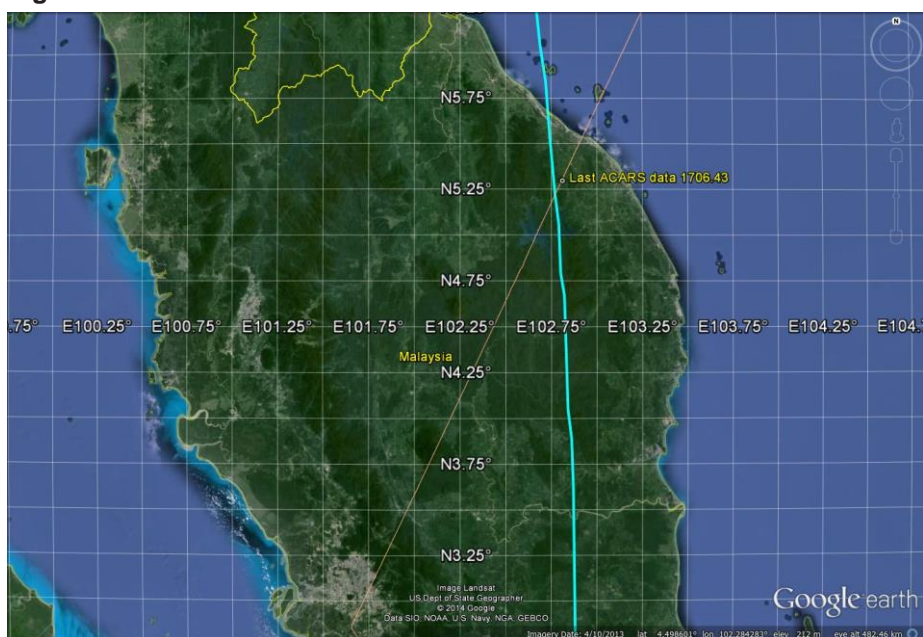 N5.75°
Last ACARS data 1706:43
N5.25°
N4.75°
.75° E100.25° E100.75° E101.25° E101.75° E102.25° E102.75° E103.25° E103.75° E104.25° E104.7
Malaysia
N4.25°
N3.75°
N3.25°
Image Landsat
US Dept of State Geographer
© 2014 Google
Data SIO, NOAA, U.S. Navy, NGA, GEBCO
Google earth
Imagery Date: 4/10/2013 lat 4.498601° lon 102.284283° elev 212 m eye alt 482.46 km
N